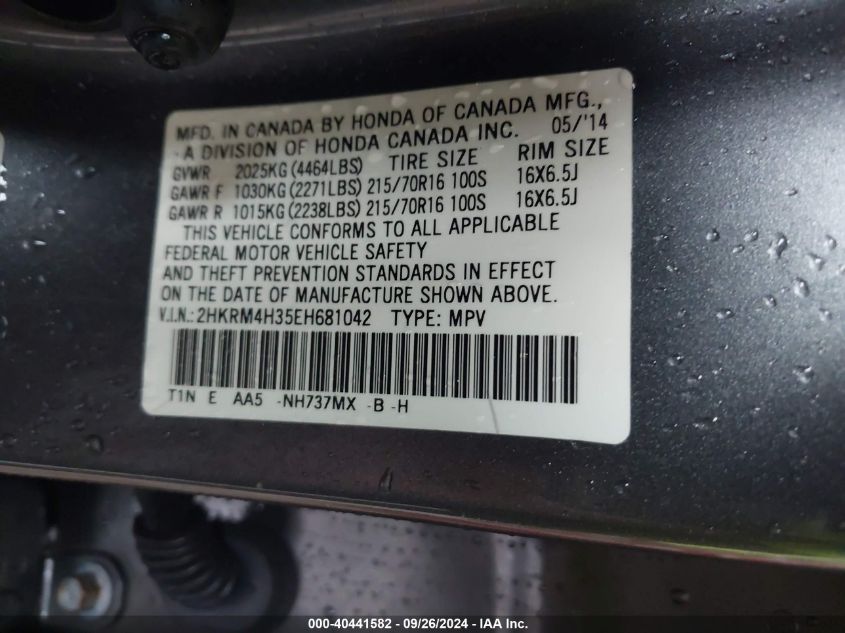 MFD. IN CANADA BY HONDA OF CANADA MFG.,
A DIVISION OF HONDA CANADA INC. 05/'14
GVWR 2025KG (4464LBS) TIRE SIZE RIM SIZE
GAWR F 1030KG (2271LBS) 215/70R16 100S 16X6.5J
GAWR R 1015KG (2238LBS) 215/70R16 100S 16X6.5J
THIS VEHICLE CONFORMS TO ALL APPLICABLE
FEDERAL MOTOR VEHICLE SAFETY
AND THEFT PREVENTION STANDARDS IN EFFECT
ON THE DATE OF MANUFACTURE SHOWN ABOVE.
V.I.N.: 2HKRM4H35EH681042 TYPE: MPV
T1N E AA5 -NH737MX -B -H
000-40441582 - 09/26/2024 - IAA Inc.